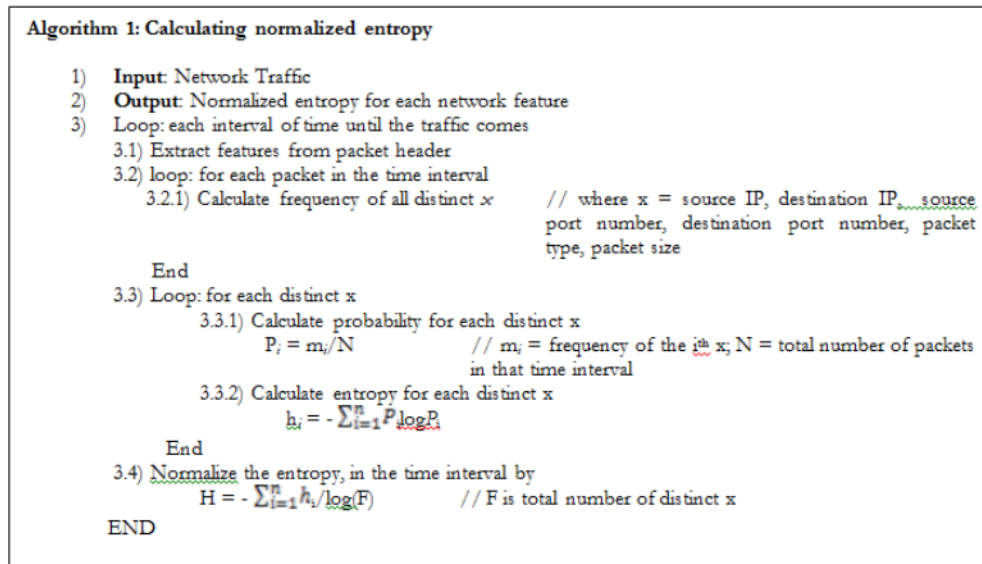 Algorithm 1: Calculating normalized entropy
1) Input: Network Traffic
2) Output: Normalized entropy for each network feature
3) Loop: each interval of time until the traffic comes
3.1) Extract features from packet header
3.2) loop: for each packet in the time interval
3.2.1) Calculate frequency of all distinct x // where x = source IP, destination IP, source
port number, destination port number, packet
type, packet size
End
3.3) Loop: for each distinct x
3.3.1) Calculate probability for each distinct x
Pᵢ = mᵢ/N // mᵢ = frequency of the iᵗʰ x; N = total number of packets
in that time interval
3.3.2) Calculate entropy for each distinct x
hᵢ = - ∑ⁿᵢ₌₁ PᵢlogPᵢ
End
3.4) Normalize the entropy, in the time interval by
H = - ∑ⁿᵢ₌₁ hᵢ/log(F) // F is total number of distinct x
END